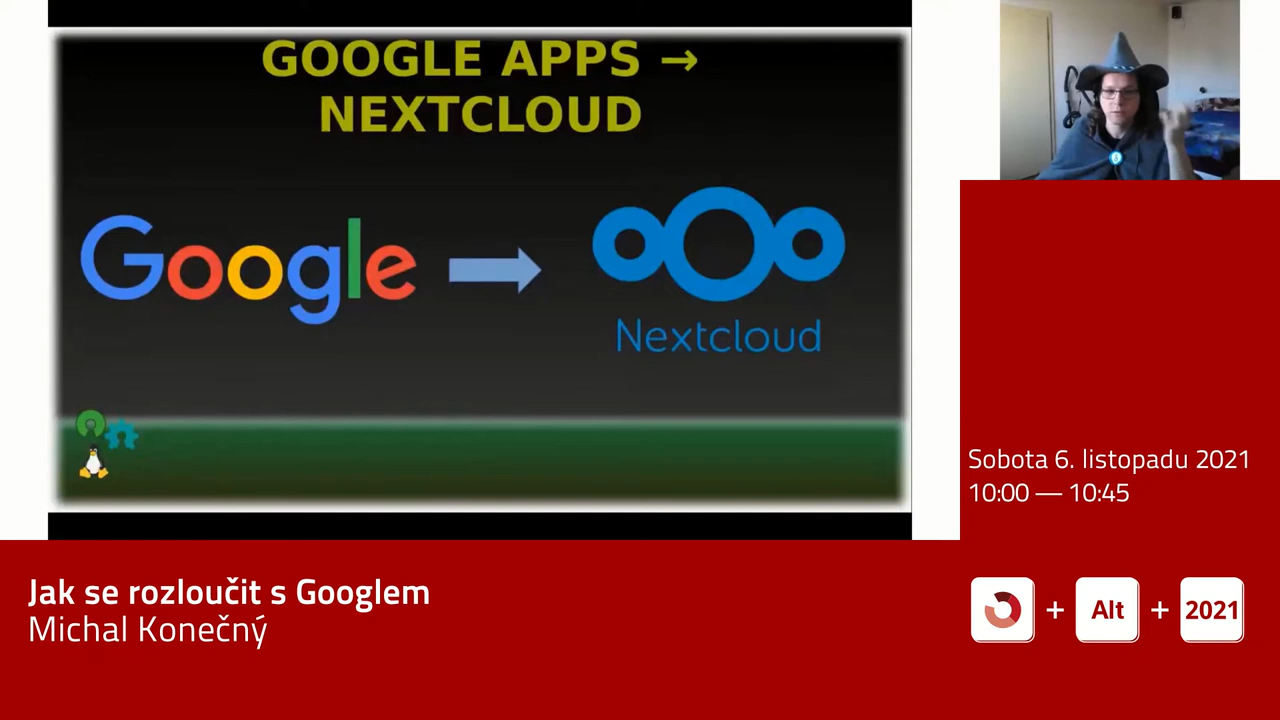 GOOGLE APPS →
NEXTCLOUD
Google
Nextcloud
Sobota 6. listopadu 2021
10:00 — 10:45
Jak se rozloučit s Googlem
Michal Konečný
+ Alt + 2021